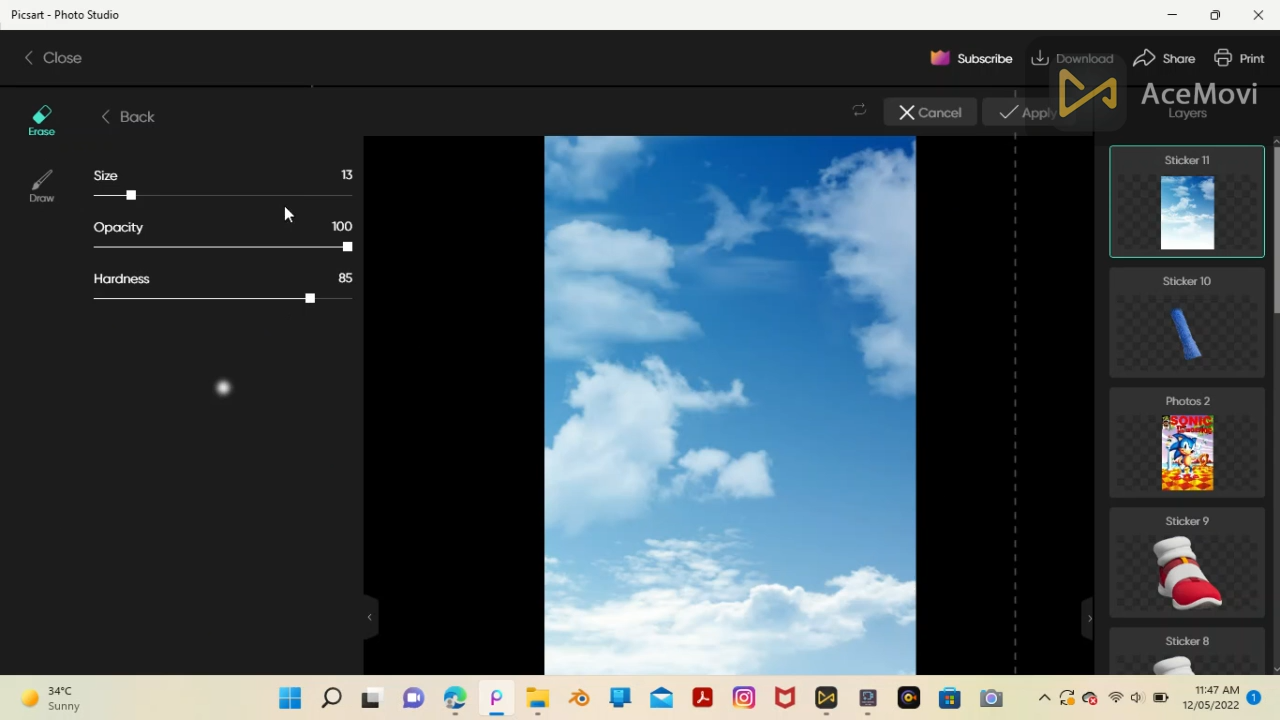 Picsart - Photo Studio
Close
Subscribe
Download
Share
Print
AceMovi
Erase
Back
Cancel
Apply
Layers
Draw
Size 13
Opacity 100
Hardness 85
Sticker 11
Sticker 10
Photos 2
SONIC
Sticker 9
Sticker 8
34°C
Sunny
11:47 AM
12/05/2022
1